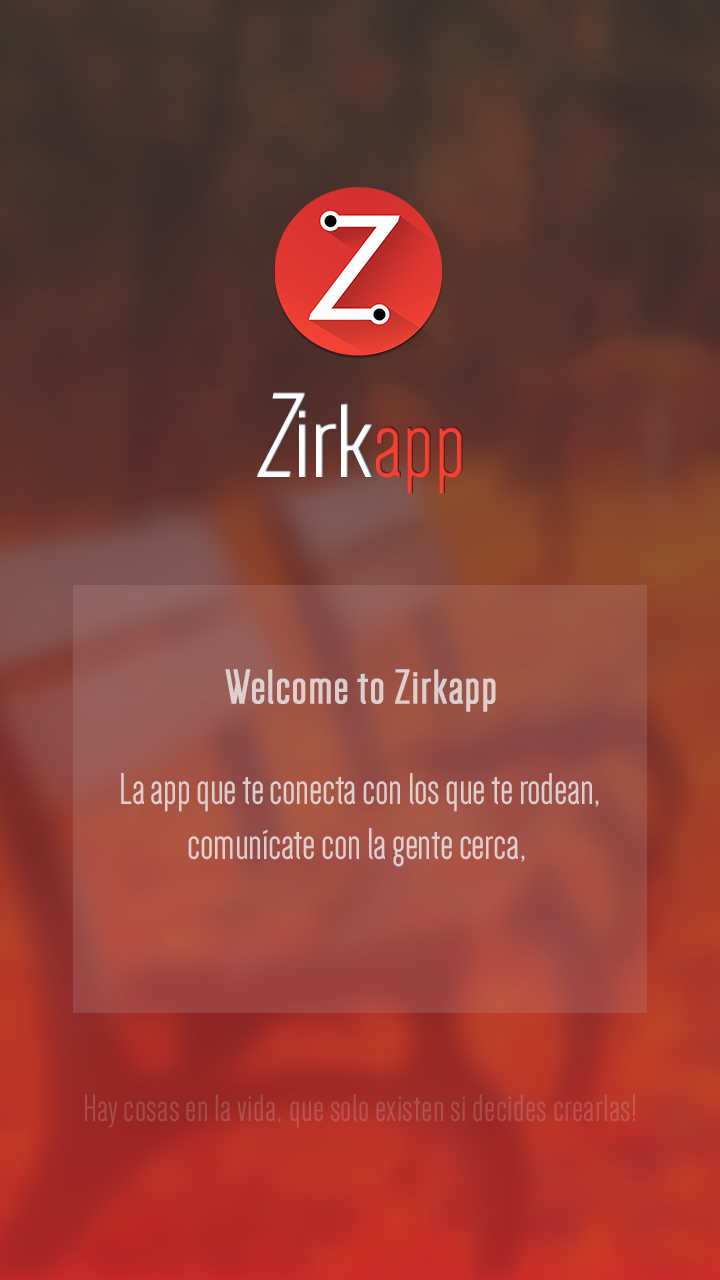 Z
Zirkapp
Welcome to Zirkapp
La app que te conecta con los que te rodean,
comunícate con la gente cerca,
Hay cosas en la vida, que solo existen si decides crearlas!